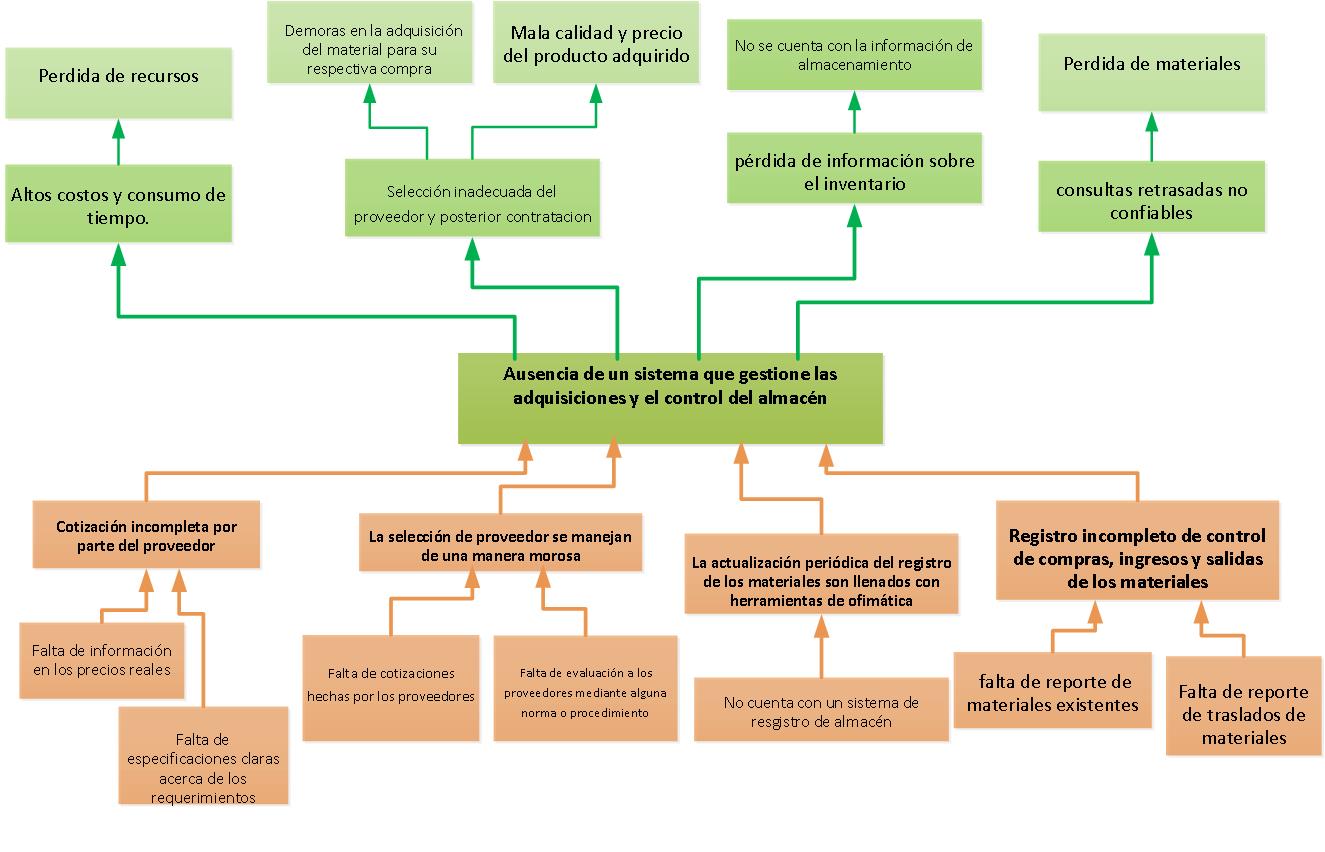 Perdida de recursos
Demoras en la adquisición
del material para su
respectiva compra
Mala calidad y precio
del producto adquirido
No se cuenta con la información de
almacenamiento
Perdida de materiales
Altos costos y consumo de
tiempo.
Selección inadecuada del
proveedor y posterior contratacion
pérdida de información sobre
el inventario
consultas retrasadas no
confiables
Ausencia de un sistema que gestione las
adquisiciones y el control del almacén
Cotización incompleta por
parte del proveedor
La selección de proveedor se manejan
de una manera morosa
La actualización periódica del registro
de los materiales son llenados con
herramientas de ofimática
Registro incompleto de control
de compras, ingresos y salidas
de los materiales
Falta de información
en los precios reales
Falta de
especificaciones claras
acerca de los
requerimientos
Falta de cotizaciones
hechas por los proveedores
Falta de evaluación a los
proveedores mediante alguna
norma o procedimiento
No cuenta con un sistema de
resgistro de almacén
falta de reporte de
materiales existentes
Falta de reporte
de traslados de
materiales